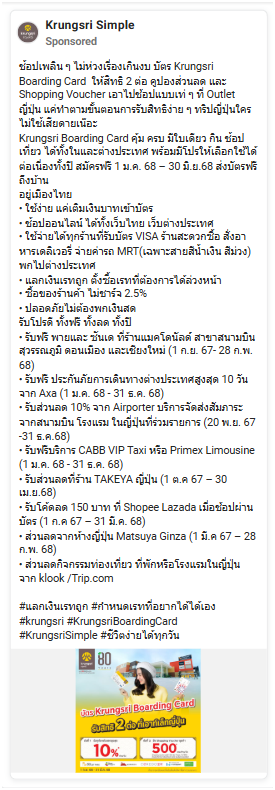 Krungsri Simple
Sponsored
ช้อปเพลิน ๆ ไม่ห่วงเรื่องเกินงบ บัตร Krungsri
Boarding Card ให้สิทธิ์ 2 ต่อ คูปองส่วนลด และ
Shopping Voucher เอาไปช้อปแบบเท่ ๆ ที่ Outlet
ญี่ปุ่น แค่ทำตามขั้นตอนการรับสิทธิ์ง่าย ๆ ทริปญี่ปุ่นใคร
ไม่ใช้เสียดายเน้อะ
Krungsri Boarding Card คุ้ม ครบ มีใบเดียว กิน ช้อป
เที่ยว ได้ทั้งในและต่างประเทศ พร้อมมีโปรให้เลือกใช้ได้
ต่อเนื่องทั้งปี สมัครฟรี 1 ม.ค. 68 – 30 มิ.ย.68 ส่งบัตรฟรี
ถึงบ้าน
อยู่เมืองไทย
• ใช้ง่าย แค่เติมเงินบาทเข้าบัตร
• ช้อปออนไลน์ ได้ทั้งเว็บไทย เว็บต่างประเทศ
• ใช้จ่ายได้ทุกร้านที่รับบัตร VISA ร้านสะดวกซื้อ สั่งอา
หารเดลิเวอรี่ จ่ายค่ารถ MRT(เฉพาะสายสีน้ำเงิน สีม่วง)
พกไปต่างประเทศ
• แลกเงินเรทถูก ตั้งซื้อเรทที่ต้องการได้ล่วงหน้า
• ซื้อของร้านค้า ไม่ชาร์จ 2.5%
• ปลอดภัยไม่ต้องพกเงินสด
รับโปรดี ทั้งฟรี ทั้งลด ทั้งปี
• รับฟรี พายและ ซันเด ที่ร้านแมคโดนัลด์ สาขาสนามบิน
สุวรรณภูมิ ดอนเมือง และเชียงใหม่ (1 ก.ย. 67- 28 ก.พ.
68)
• รับฟรี ประกันภัยการเดินทางต่างประเทศสูงสุด 10 วัน
จาก Axa (1 ม.ค. 68 - 31 ธ.ค. 68)
• รับส่วนลด 10% จาก Airporter บริการจัดส่งสัมภาระ
จากสนามบิน โรงแรม ในญี่ปุ่นที่ร่วมรายการ (20 พ.ย. 67
-31 ธ.ค.68)
• รับฟรีบริการ CABB VIP Taxi หรือ Primex Limousine
(1 ม.ค. 68 - 31 ธ.ค. 68)
• รับส่วนลดที่ร้าน TAKEYA ญี่ปุ่น (1 ต.ค 67 – 30
เม.ย.68)
• รับโค้ดลด 150 บาท ที่ Shopee Lazada เมื่อช้อปผ่าน
บัตร (1 ก.ค 67 – 31 มี.ค. 68)
• ส่วนลดจากห้างญี่ปุ่น Matsuya Ginza (1 มี.ค 67 – 28
ก.พ. 68)
• ส่วนลดกิจกรรมท่องเที่ยว ที่พักหรือโรงแรมในญี่ปุ่น
จาก klook /Trip.com
#แลกเงินเรทถูก #กำหนดเรทที่อยากได้ได้เอง
#krungsri #KrungsriBoardingCard
#KrungsriSimple #ชีวิตง่ายได้ทุกวัน
krungsri
80
บัตร Krungsri Boarding Card
รับสิทธิ์ 2 ต่อ ที่เอาท์เล็ทญี่ปุ่น
10%
500